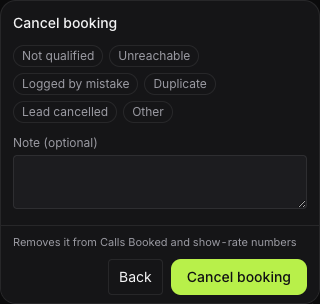 Cancel booking
Not qualified
Unreachable
Logged by mistake
Duplicate
Lead cancelled
Other
Note (optional)
Removes it from Calls Booked and show-rate numbers
Back
Cancel booking